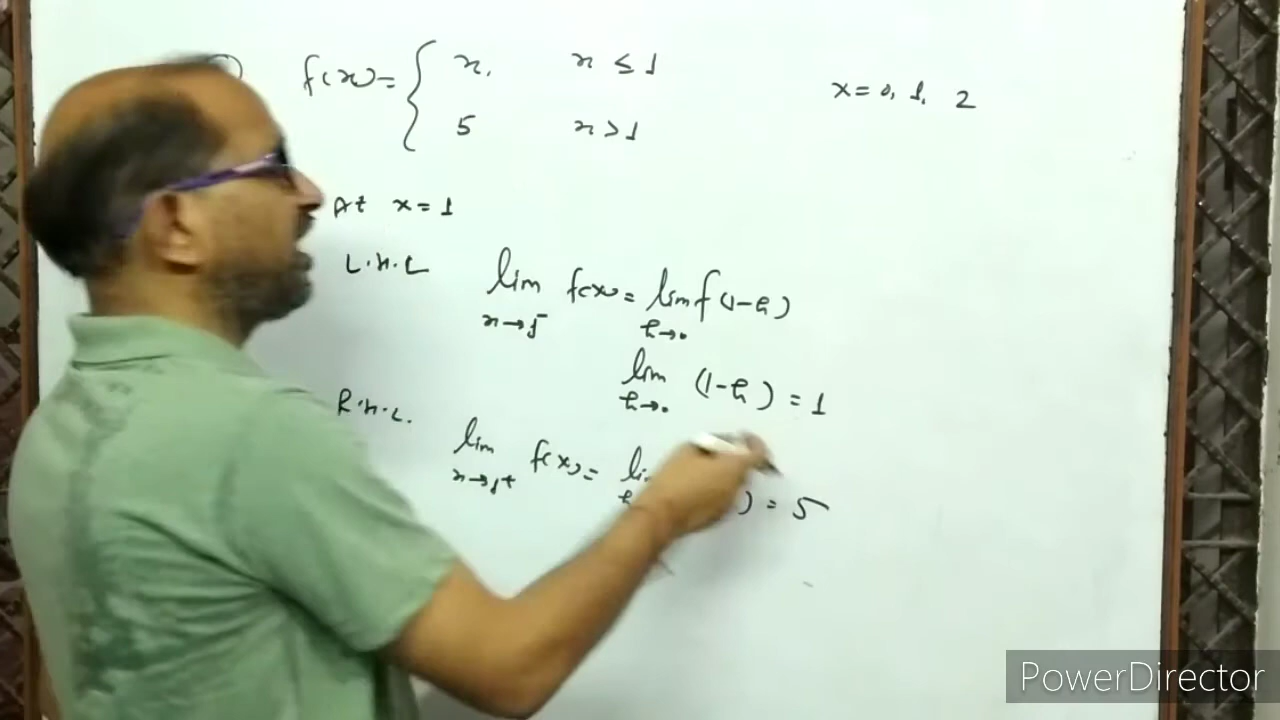 f(x) = { x, x ≤ 1
5 x > 1
x = 0, 1, 2
At x = 1
L.H.L lim f(x) = lim f(1-h)
x→1⁻ h→0
lim (1-h) = 1
h→0
R.H.L. lim f(x) = ) = 5
x→1+
PowerDirector